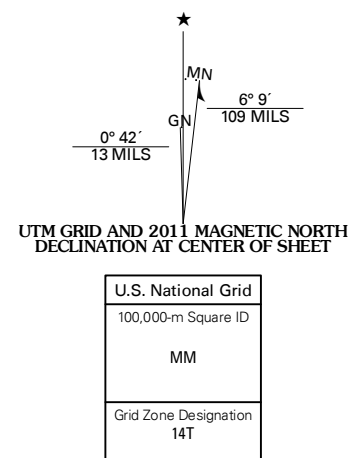 MN
GN
6° 9´
109 MILS
0° 42´
13 MILS
UTM GRID AND 2011 MAGNETIC NORTH
DECLINATION AT CENTER OF SHEET
U.S. National Grid
100,000-m Square ID
MM
Grid Zone Designation
14T